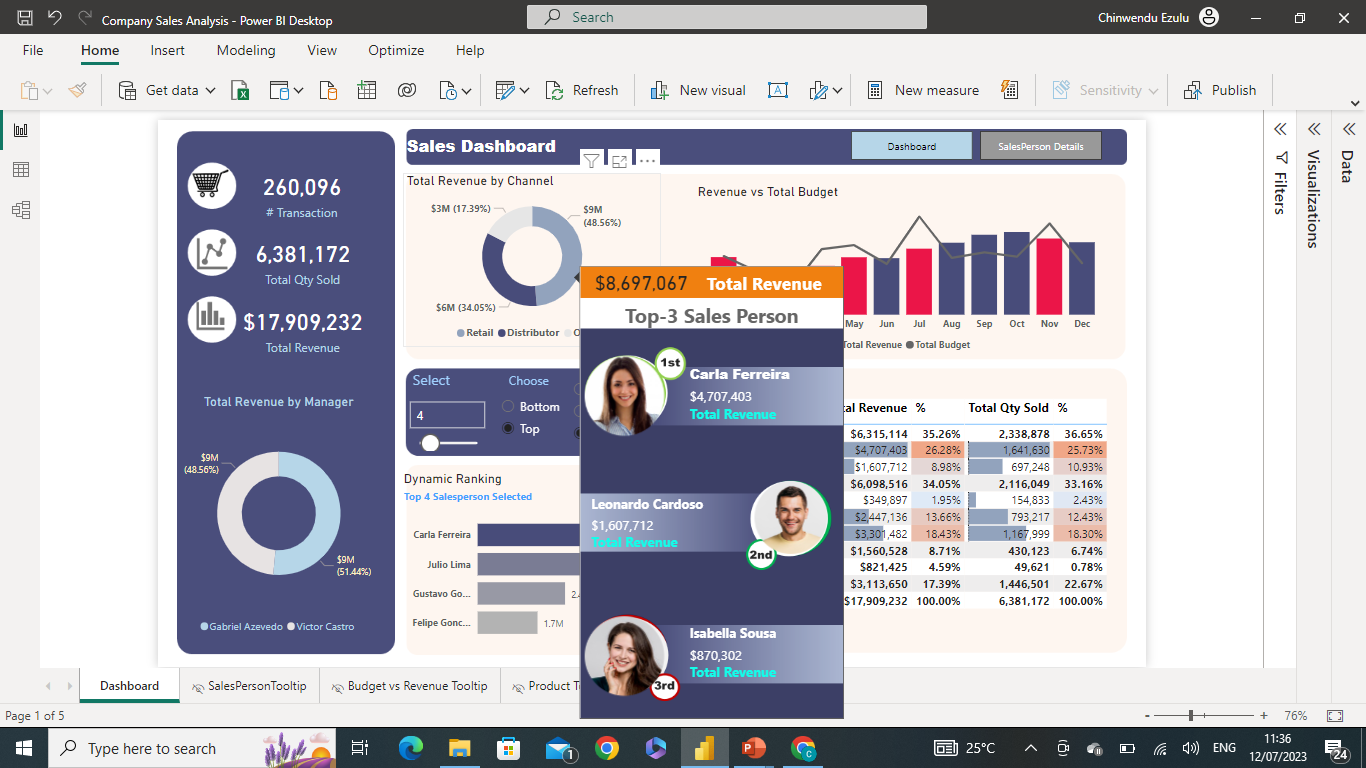 Company Sales Analysis - Power BI Desktop
Search
Chinwendu Ezulu
File Home Insert Modeling View Optimize Help
Get data
Refresh
New visual
New measure
Sensitivity
Publish
260,096
# Transaction
6,381,172
Total Qty Sold
$17,909,232
Total Revenue
Total Revenue by Manager
$9M
(48.56%)
$9M
(51.44%)
Gabriel Azevedo Victor Castro
Sales Dashboard
Dashboard
SalesPerson Details
Total Revenue by Channel
$3M (17.39%)
$9M
(48.56%)
$6M (34.05%)
Retail Distributor O
Revenue vs Total Budget
May Jun Jul Aug Sep Oct Nov Dec
Total Revenue Total Budget
Select
4
Choose
Bottom
Top
Dynamic Ranking
Top 4 Salesperson Selected
Carla Ferreira
Julio Lima
Gustavo Go...
2.4
Felipe Gonc...
1.7M
$8,697,067 Total Revenue
Top-3 Sales Person
1st
Carla Ferreira
$4,707,403
Total Revenue
Leonardo Cardoso
$1,607,712
Total Revenue
2nd
Isabella Sousa
$870,302
Total Revenue
3rd
Revenue % Total Qty Sold %
$6,315,114 35.26% 2,338,878 36.65%
$4,707,403 26.28% 1,641,630 25.73%
$1,607,712 8.98% 697,248 10.93%
$6,098,516 34.05% 2,116,049 33.16%
$349,897 1.95% 154,833 2.43%
$2,447,136 13.66% 793,217 12.43%
$3,301,482 18.43% 1,167,999 18.30%
$1,560,528 8.71% 430,123 6.74%
$821,425 4.59% 49,621 0.78%
$3,113,650 17.39% 1,446,501 22.67%
$17,909,232 100.00% 6,381,172 100.00%
Filters
Visualizations
Data
Dashboard
SalesPersonTooltip
Budget vs Revenue Tooltip
Product T
Page 1 of 5
- + 76%
Type here to search
1
25°C
ENG
11:36
12/07/2023
24